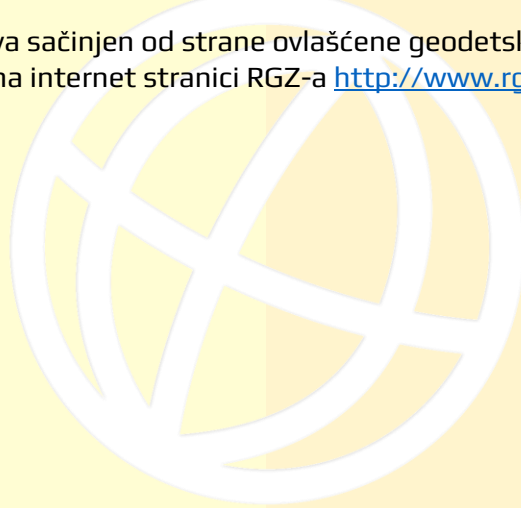 va sačinjen od strane ovlašćene geodetsk
na internet stranici RGZ-a http://www.rg